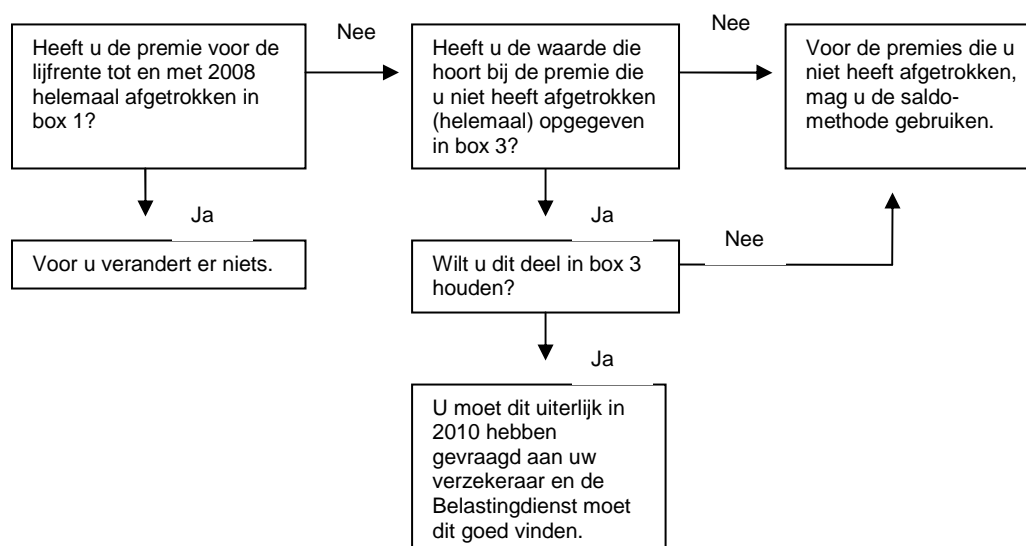 Heeft u de premie voor de
lijfrente tot en met 2008
helemaal afgetrokken in
box 1?
Nee
Heeft u de waarde die
hoort bij de premie die
u niet heeft afgetrokken
(helemaal) opgegeven
in box 3?
Nee
Voor de premies die u
niet heeft afgetrokken,
mag u de saldo-
methode gebruiken.
Ja
Voor u verandert er niets.
Ja
Wilt u dit deel in box 3
houden?
Nee
Ja
U moet dit uiterlijk in
2010 hebben
gevraagd aan uw
verzekeraar en de
Belastingdienst moet
dit goed vinden.